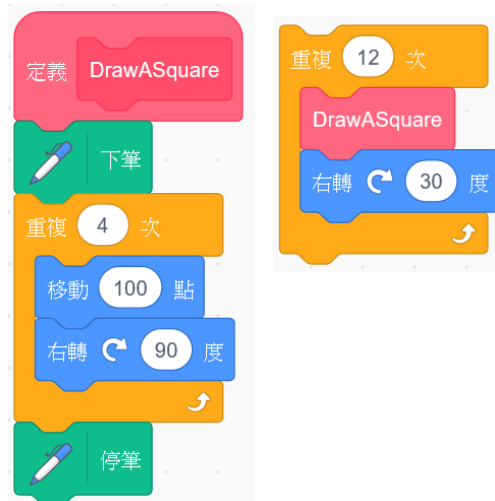 定義 DrawASquare
下筆
重複 4 次
移動 100 點
右轉 90 度
停筆
重複 12 次
DrawASquare
右轉 30 度